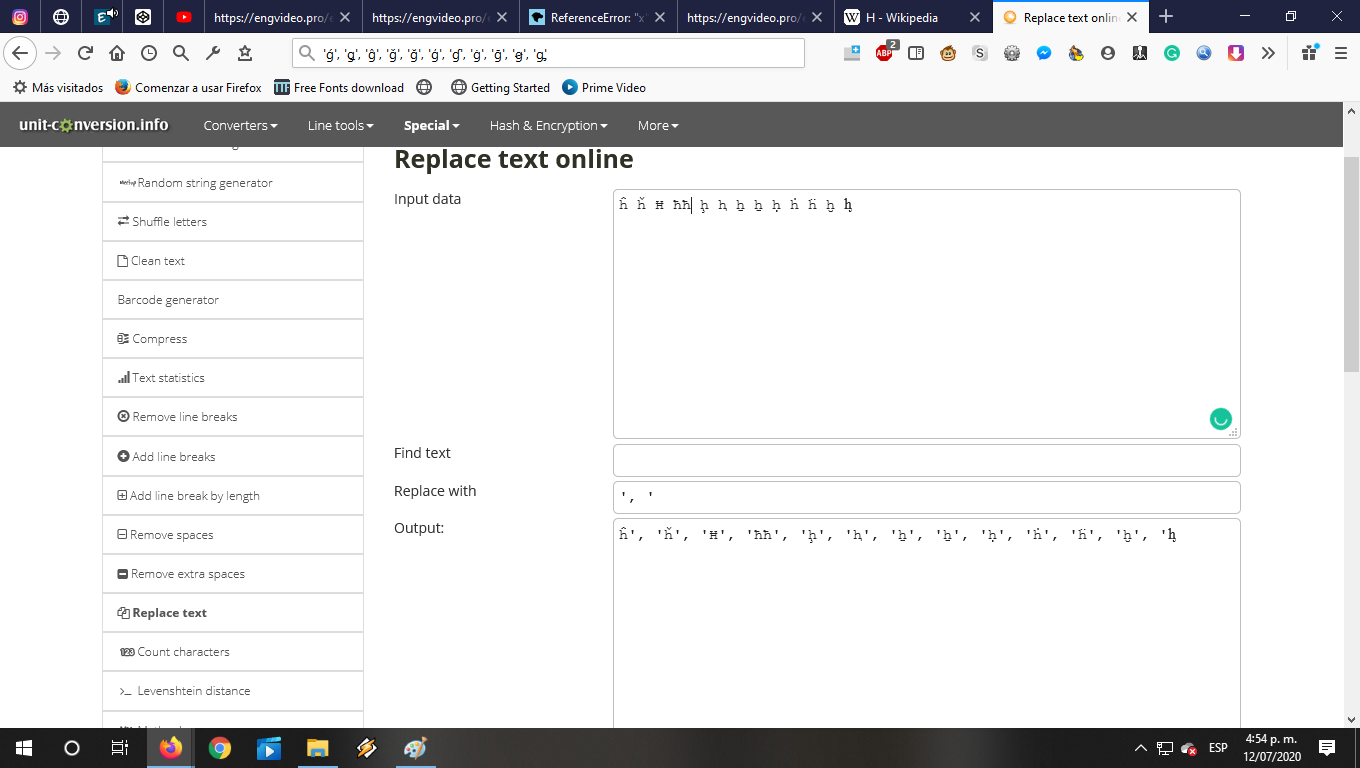 https://engvideo.pro/
https://engvideo.pro/
ReferenceError: "x"
https://engvideo.pro/
H - Wikipedia
Replace text onlin
2
Más visitados
Comenzar a usar Firefox
Free Fonts download
Getting Started
Prime Video
unit-conversion.info
Converters
Line tools
Special
Hash & Encryption
More
Replace text online
Random string generator
Shuffle letters
Clean text
Barcode generator
Compress
Text statistics
Remove line breaks
Add line breaks
Add line break by length
Remove spaces
Remove extra spaces
Replace text
Count characters
Levenshtein distance
Input data
Find text
Replace with
', '
Output:
ESP
4:54 p. m.
12/07/2020